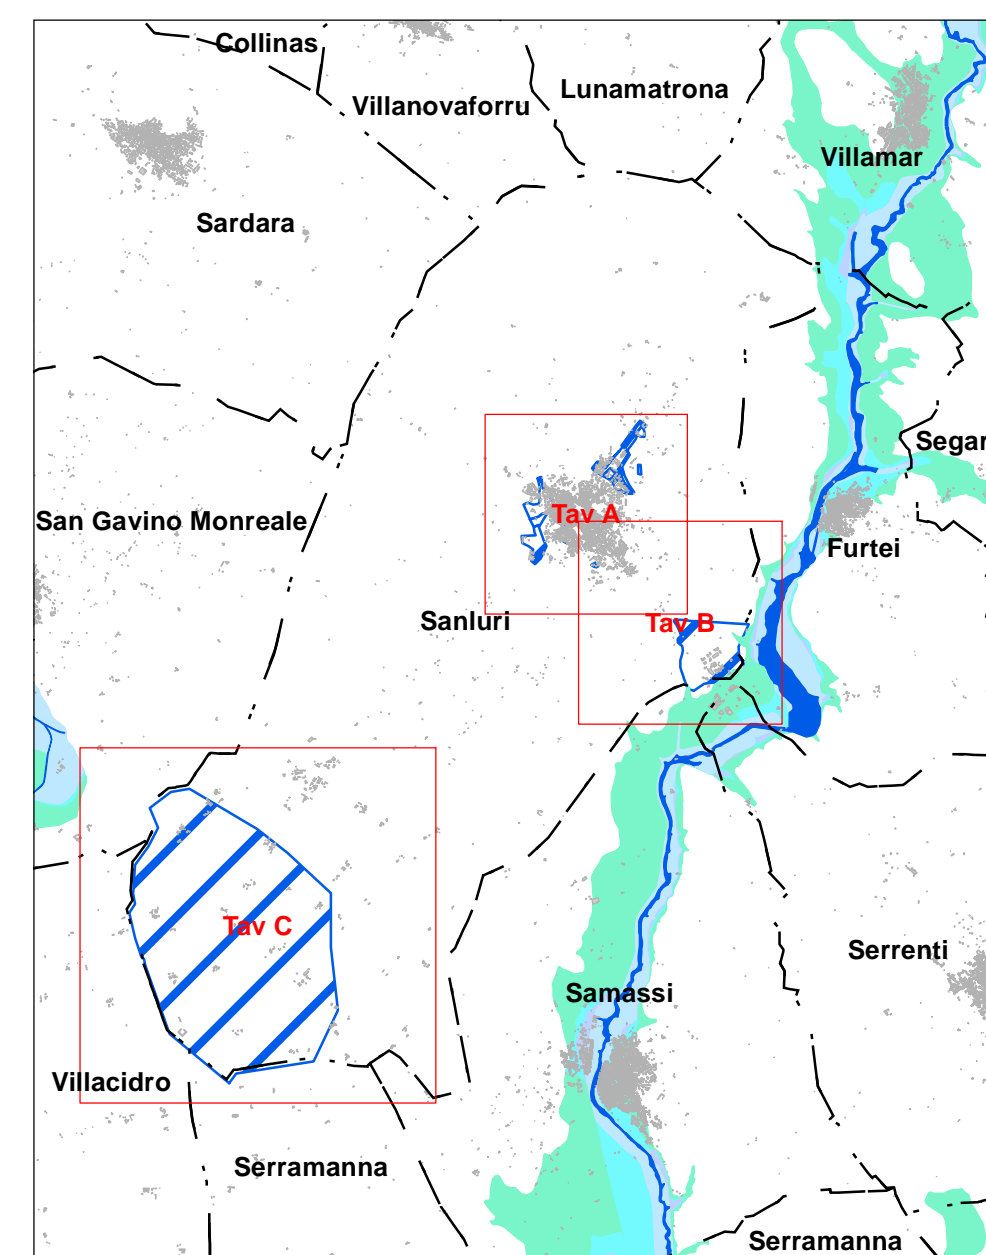 Collinas
Lunamatrona
Villanovaforru
Villamar
Sardara
Segar
San Gavino Monreale
Tav A
Furtei
Sanluri
Tav B
Tav C
Serrenti
Samassi
Villacidro
Serramanna
Serramanna